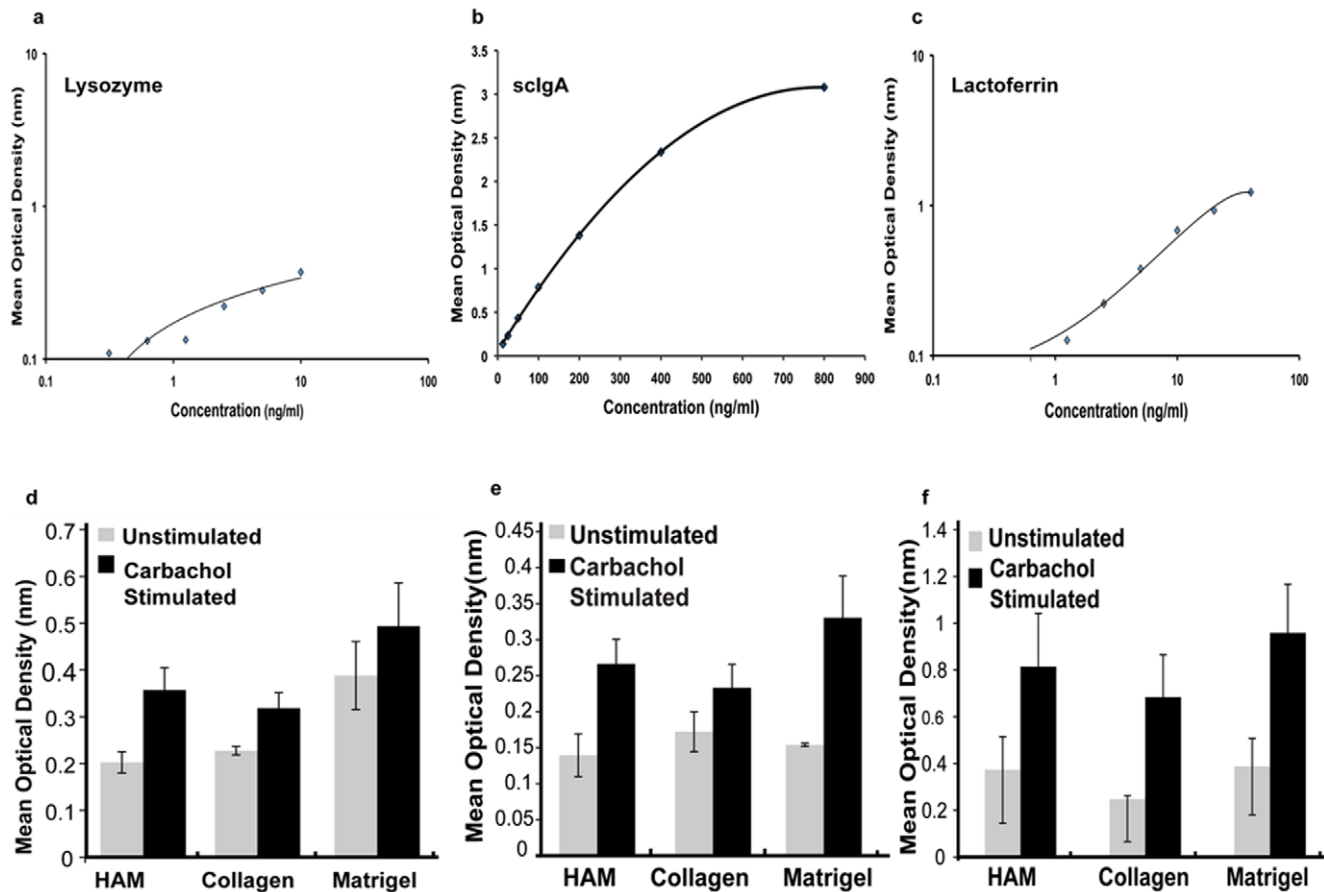 a
Lysozyme
Mean Optical Density (nm)
10
1
0.1
0.1 1 10 100
Concentration (ng/ml)
b
scIgA
Mean Optical Density (nm)
3.5
3
2.5
2
1.5
1
0.5
0
0 100 200 300 400 500 600 700 800 900
Concentration (ng/ml)
c
Lactoferrin
Mean Optical Density (nm)
10
1
0.1
0.1 1 10 100
Concentration (ng/ml)
d
Unstimulated
Carbachol
Stimulated
Mean Optical Density (nm)
0.7
0.6
0.5
0.4
0.3
0.2
0.1
0
HAM Collagen Matrigel
e
Unstimulated
Carbachol
Stimulated
Mean Optical Density(nm)
0.45
0.4
0.35
0.3
0.25
0.2
0.15
0.1
0.05
0
HAM Collagen Matrigel
f
Unstimulated
Carbachol
Stimulated
Mean Optical Density(nm)
1.4
1.2
1
0.8
0.6
0.4
0.2
0
HAM Collagen Matrigel